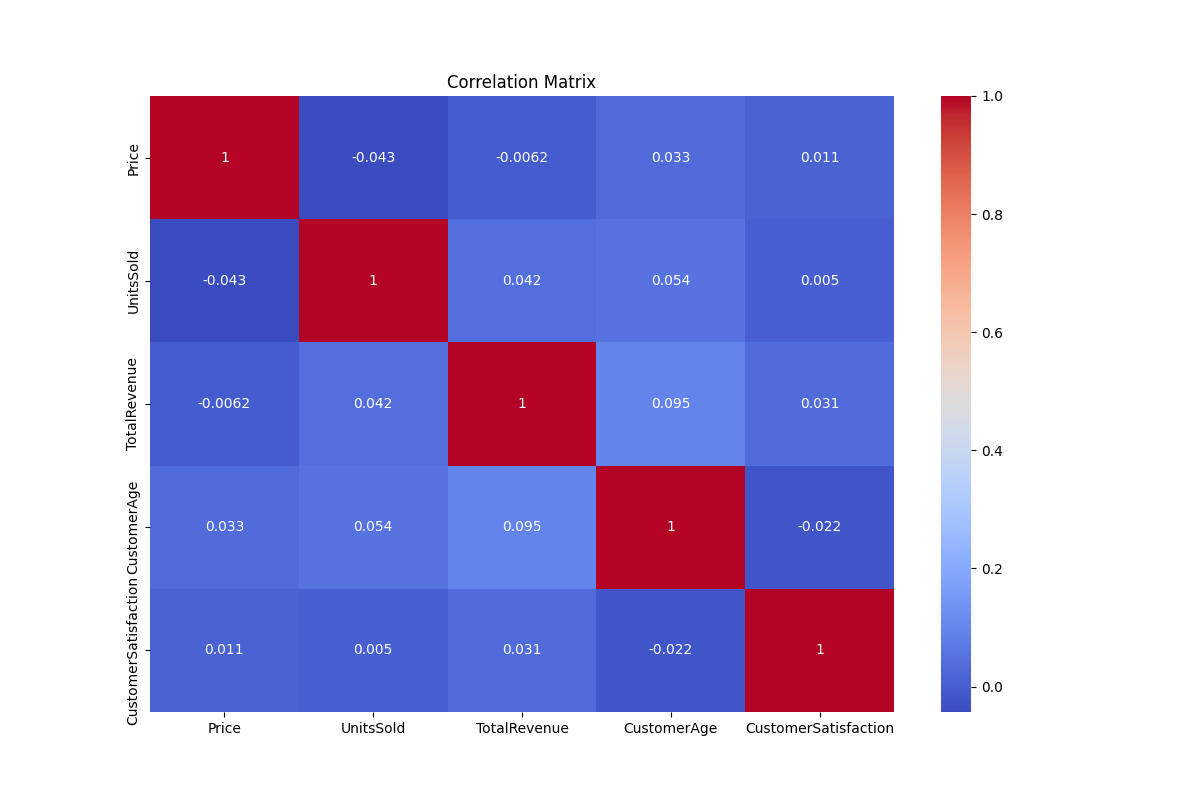 Correlation Matrix
Price 1 -0.043 -0.0062 0.033 0.011
UnitsSold -0.043 1 0.042 0.054 0.005
TotalRevenue -0.0062 0.042 1 0.095 0.031
CustomerAge 0.033 0.054 0.095 1 -0.022
CustomerSatisfaction 0.011 0.005 0.031 -0.022 1
Price UnitsSold TotalRevenue CustomerAge CustomerSatisfaction
1.0
0.8
0.6
0.4
0.2
0.0